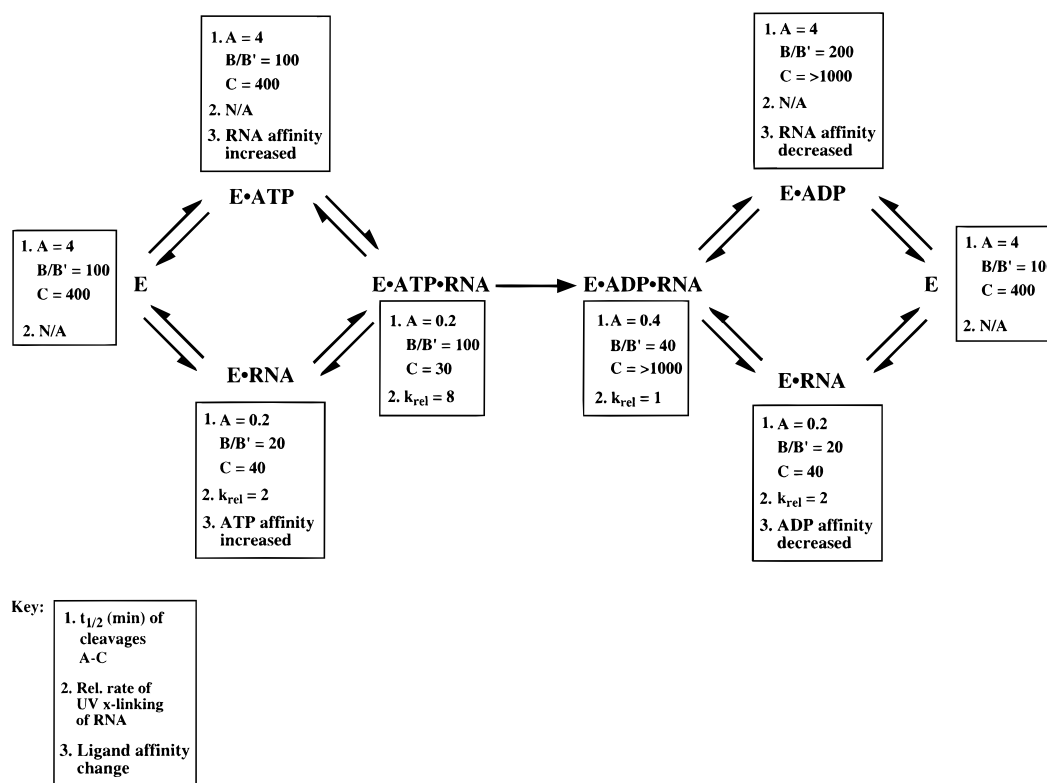 1. A = 4
B/B' = 100
C = 400
2. N/A
3. RNA affinity
increased
E•ATP
1. A = 4
B/B' = 100
C = 400
2. N/A
E
E•RNA
1. A = 0.2
B/B' = 20
C = 40
2. krel = 2
3. ATP affinity
increased
E•ATP•RNA
1. A = 0.2
B/B' = 100
C = 30
2. krel = 8
E•ADP•RNA
1. A = 0.4
B/B' = 40
C = >1000
2. krel = 1
1. A = 4
B/B' = 200
C = >1000
2. N/A
3. RNA affinity
decreased
E•ADP
E
1. A = 4
B/B' = 10
C = 400
2. N/A
E•RNA
1. A = 0.2
B/B' = 20
C = 40
2. krel = 2
3. ADP affinity
decreased
Key:
1. t1/2 (min) of
cleavages
A-C
2. Rel. rate of
UV x-linking
of RNA
3. Ligand affinity
change